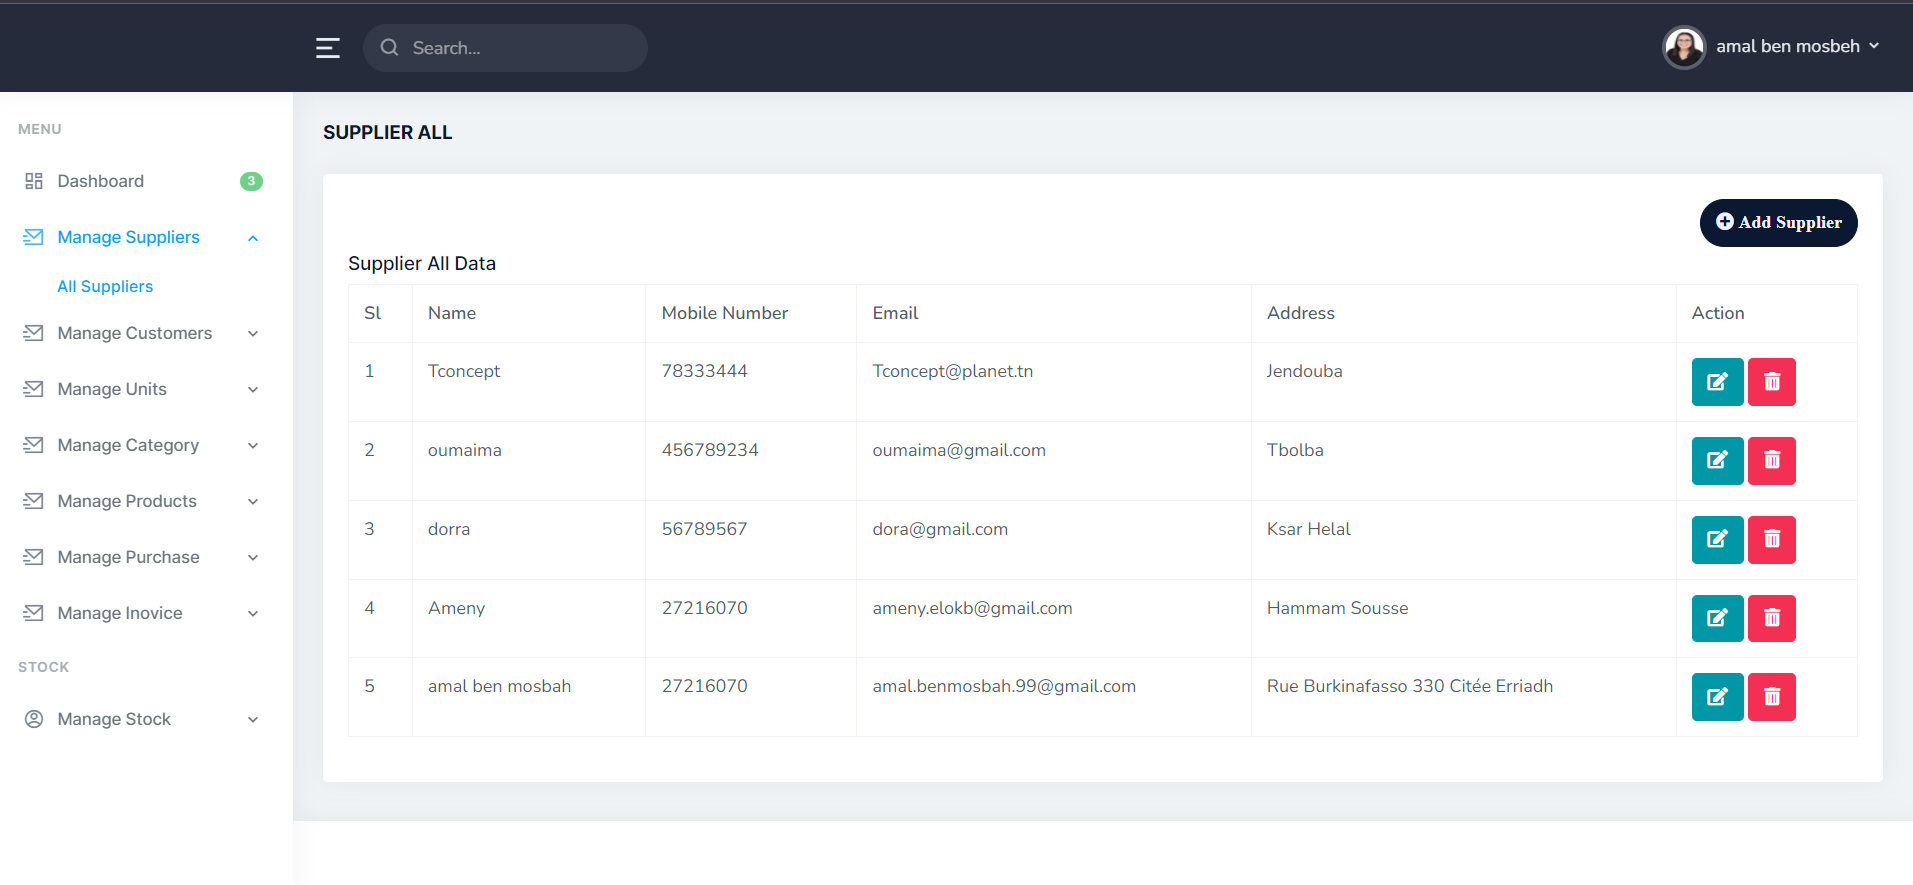 Search...
amal ben mosbeh
MENU
Dashboard 3
Manage Suppliers
All Suppliers
Manage Customers
Manage Units
Manage Category
Manage Products
Manage Purchase
Manage Inovice
STOCK
Manage Stock
SUPPLIER ALL
Add Supplier
Supplier All Data
Sl Name Mobile Number Email Address Action
1 Tconcept 78333444 Tconcept@planet.tn Jendouba
2 oumaima 456789234 oumaima@gmail.com Tbolba
3 dorra 56789567 dora@gmail.com Ksar Helal
4 Ameny 27216070 ameny.elokb@gmail.com Hammam Sousse
5 amal ben mosbah 27216070 amal.benmosbah.99@gmail.com Rue Burkinafasso 330 Citée Erriadh